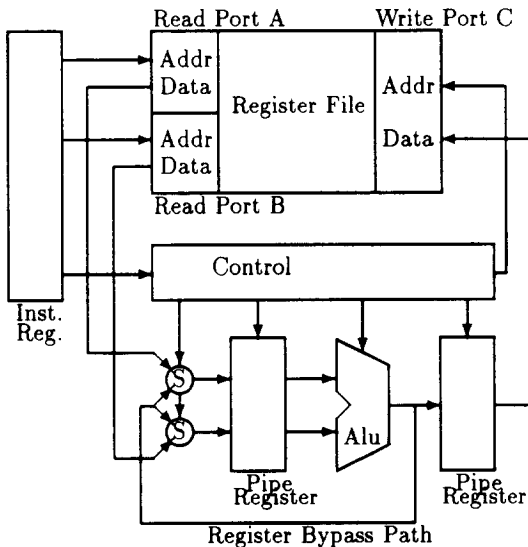 Read Port A
Write Port C
Addr
Data
Register File
Addr
Data
Addr
Data
Read Port B
Control
Inst.
Reg.
S
S
Alu
Pipe
Register
Pipe
Register
Register Bypass Path